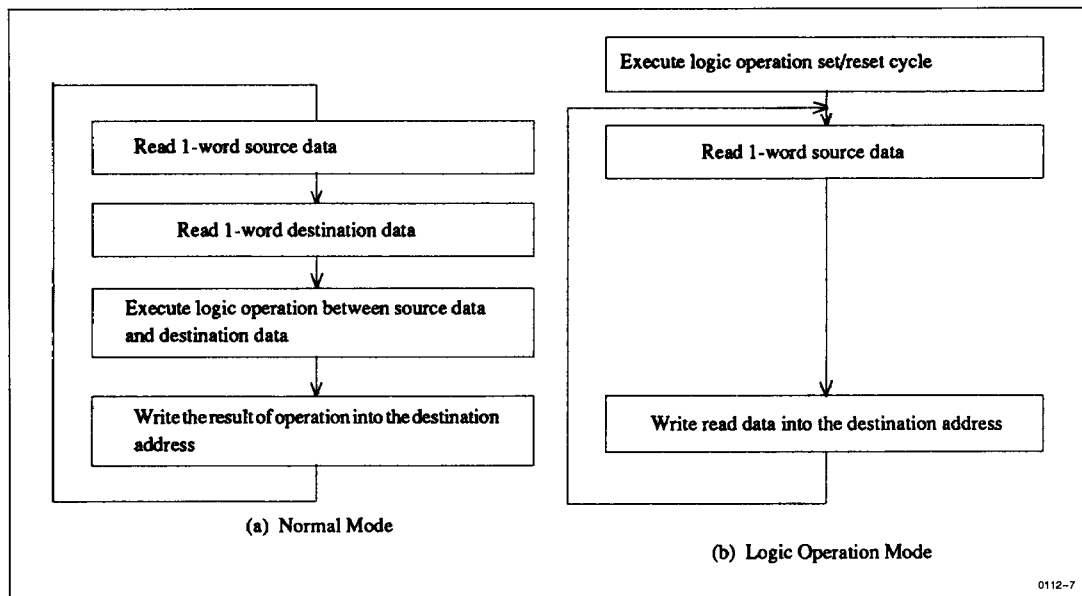 Read 1-word source data
Read 1-word destination data
Execute logic operation between source data
and destination data
Write the result of operation into the destination
address
(a) Normal Mode
Execute logic operation set/reset cycle
Read 1-word source data
Write read data into the destination address
(b) Logic Operation Mode
0112-7